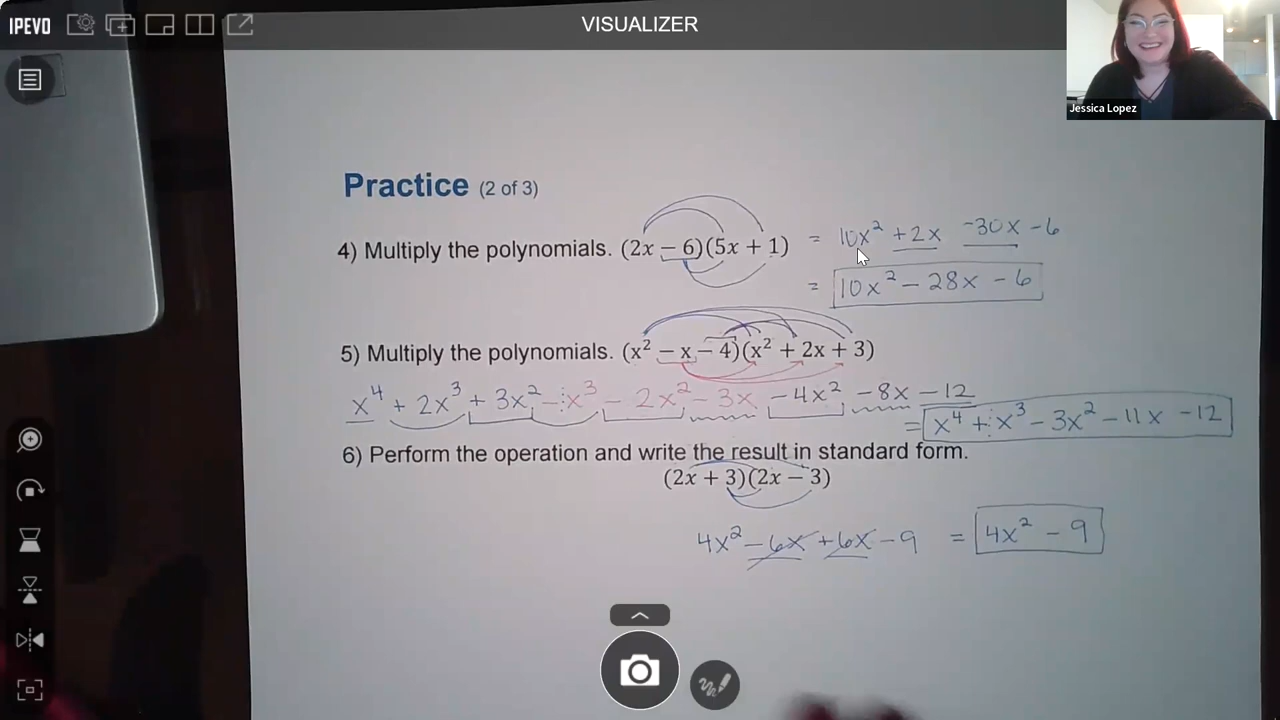 IPEVO
VISUALIZER
Jessica Lopez
Practice (2 of 3)
4) Multiply the polynomials. (2x − 6)(5x + 1) = 10x² + 2x − 30x − 6
= 10x² − 28x − 6
5) Multiply the polynomials. (x² − x − 4)(x² + 2x + 3)
x⁴ + 2x³ + 3x² − x³ − 2x² − 3x − 4x² − 8x − 12
= x⁴ + x³ − 3x² − 11x − 12
6) Perform the operation and write the result in standard form.
(2x + 3)(2x − 3)
4x² − 6x + 6x − 9 = 4x² − 9